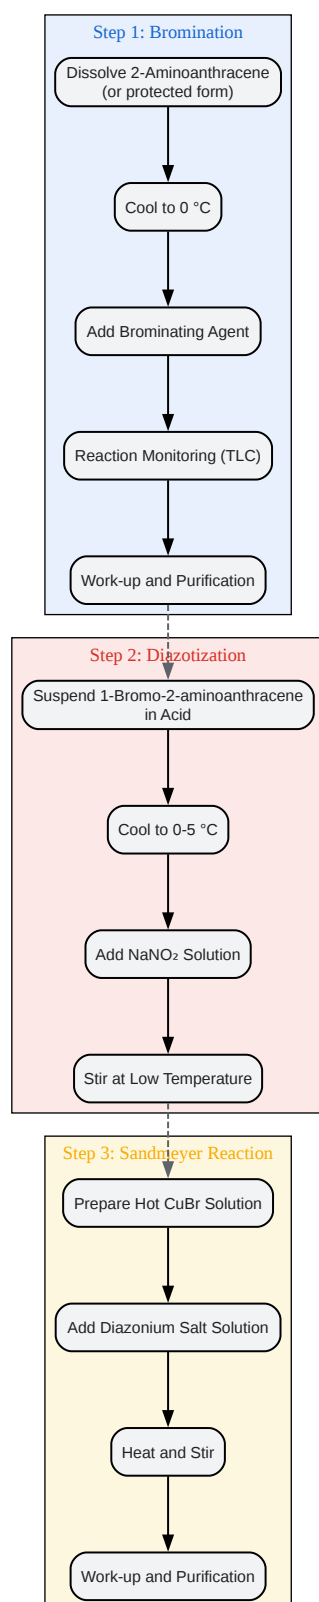 Step 1: Bromination
Dissolve 2-Aminoanthracene
(or protected form)
Cool to 0 °C
Add Brominating Agent
Reaction Monitoring (TLC)
Work-up and Purification
Step 2: Diazotization
Suspend 1-Bromo-2-aminoanthracene
in Acid
Cool to 0-5 °C
Add NaNO₂ Solution
Stir at Low Temperature
Step 3: Sandmeyer Reaction
Prepare Hot CuBr Solution
Add Diazonium Salt Solution
Heat and Stir
Work-up and Purification